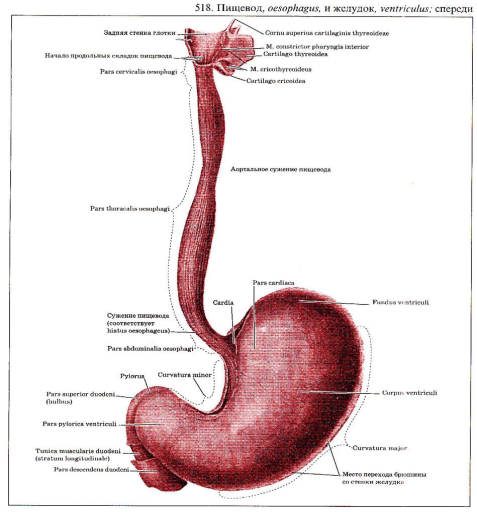 518. Пищевод, oesophagus, и желудок, ventriculus; спереди
Задняя стенка глотки
Cornu superius cartilaginis thyreoideae
M. constrictor pharyngis interior
Cartilago thyreoidea
Начало продольных складок пищевода
Pars cervicalis oesophagi
M. cricothyreoideus
Cartilago cricoidea
Аортальное сужение пищевода
Pars thoracalis oesophagi
Pars cardiaca
Cardia
Fundus ventriculi
Сужение пищевода
(соответствует
hiatus oesophageus)
Pars abdominalis oesophagi
Pylorus
Curvatura minor
Pars superior duodeni
(bulbus)
Corpus ventriculi
Pars pylorica ventriculi
Curvatura major
Tunica muscularis duodeni
(stratum longitudinale)
Pars descendens duodeni
Место перехода брюшины
со стенки желудка